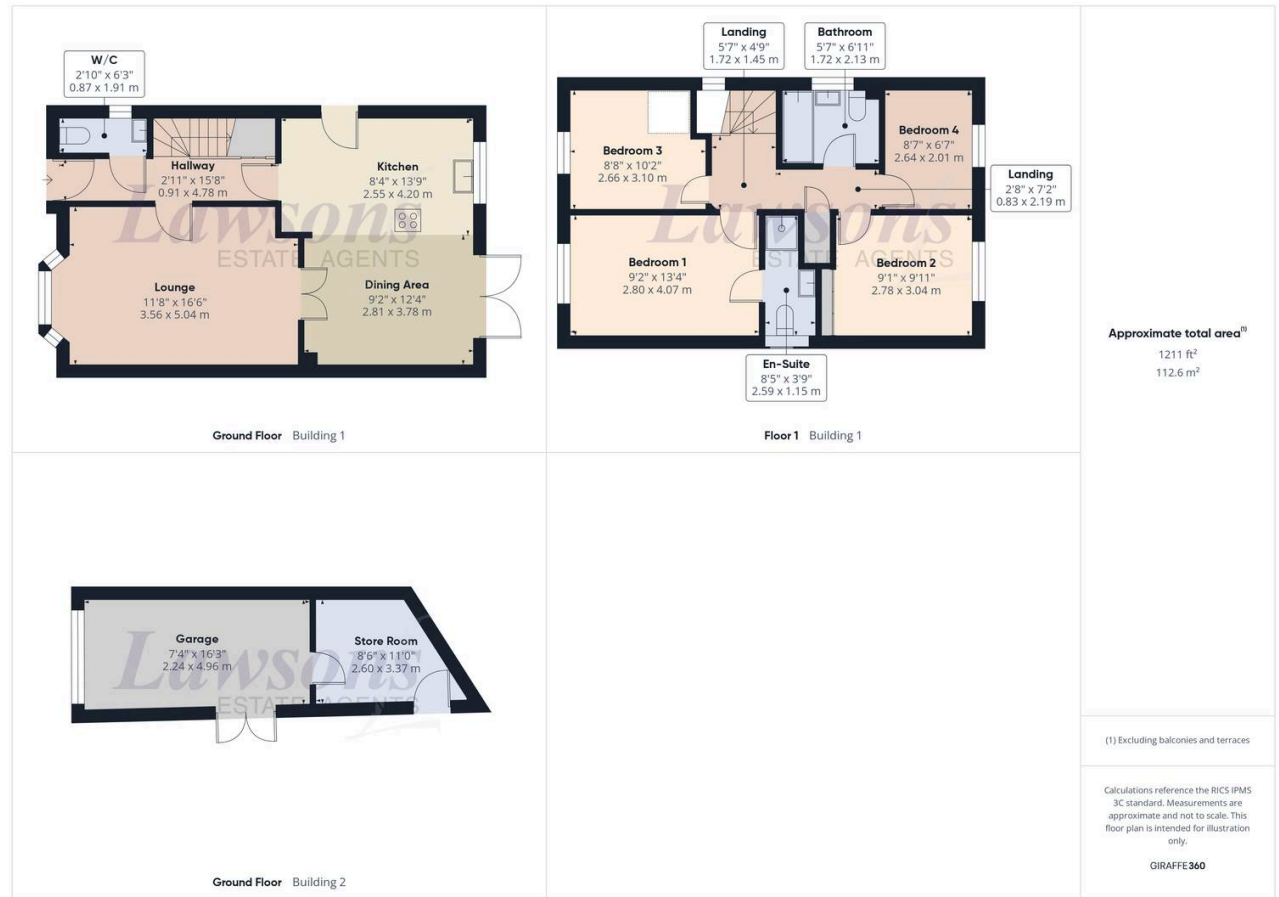 W/C
2'10" x 6'3"
0.87 x 1.91 m
Hallway
2'11" x 15'8"
0.91 x 4.78 m
Kitchen
8'4" x 13'9"
2.55 x 4.20 m
Lawsons
ESTATE AGENTS
Lounge
11'8" x 16'6"
3.56 x 5.04 m
Dining Area
9'2" x 12'4"
2.81 x 3.78 m
Ground Floor Building 1
Landing
5'7" x 4'9"
1.72 x 1.45 m
Bathroom
5'7" x 6'11"
1.72 x 2.13 m
Bedroom 3
8'8" x 10'2"
2.66 x 3.10 m
Bedroom 4
8'7" x 6'7"
2.64 x 2.01 m
Landing
2'8" x 7'2"
0.83 x 2.19 m
Lawsons
ESTATE AGENTS
Bedroom 1
9'2" x 13'4"
2.80 x 4.07 m
Bedroom 2
9'1" x 9'11"
2.78 x 3.04 m
En-Suite
8'5" x 3'9"
2.59 x 1.15 m
Floor 1 Building 1
Garage
7'4" x 16'3"
2.24 x 4.96 m
Store Room
8'6" x 11'0"
2.60 x 3.37 m
Lawsons
ESTATE AGENTS
Ground Floor Building 2
Approximate total area(1)
1211 ft²
112.6 m²
(1) Excluding balconies and terraces
Calculations reference the RICS IPMS
3C standard. Measurements are
approximate and not to scale. This
floor plan is intended for illustration
only.
GIRAFFE360